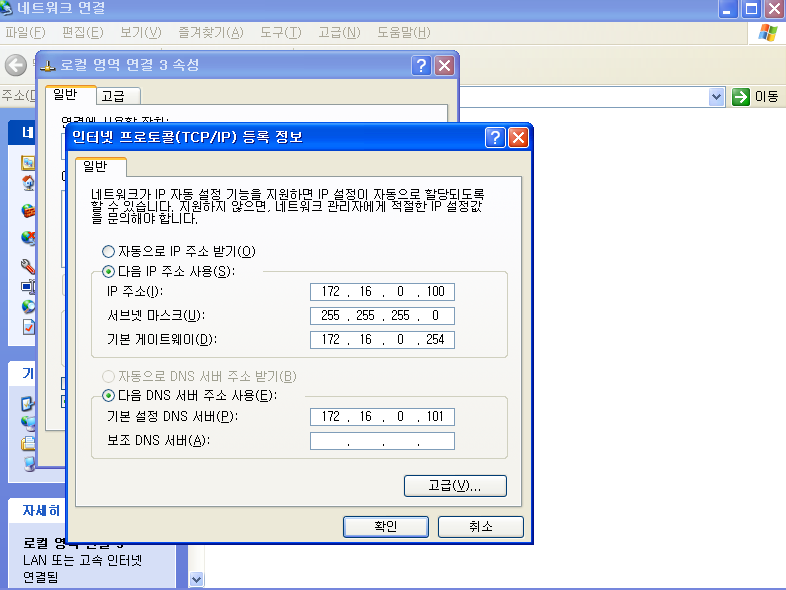 네트워크 연결
파일(F) 편집(E) 보기(V) 즐겨찾기(A) 도구(T) 고급(N) 도움말(H)
로컬 영역 연결 3 속성
주소(D
이동
일반 고급
연결에 사용할 장치:
인터넷 프로토콜(TCP/IP) 등록 정보
일반
네트워크가 IP 자동 설정 기능을 지원하면 IP 설정이 자동으로 할당되도록
할 수 있습니다. 지원하지 않으면, 네트워크 관리자에게 적절한 IP 설정값
을 문의해야 합니다.
자동으로 IP 주소 받기(O)
다음 IP 주소 사용(S):
IP 주소(I): 172 . 16 . 0 . 100
서브넷 마스크(U): 255 . 255 . 255 . 0
기본 게이트웨이(D): 172 . 16 . 0 . 254
자동으로 DNS 서버 주소 받기(B)
다음 DNS 서버 주소 사용(E):
기본 설정 DNS 서버(P): 172 . 16 . 0 . 101
보조 DNS 서버(A): . . .
고급(V)...
확인 취소
네
기
자세히
로컬 영역 연결 3
LAN 또는 고속 인터넷
연결됨